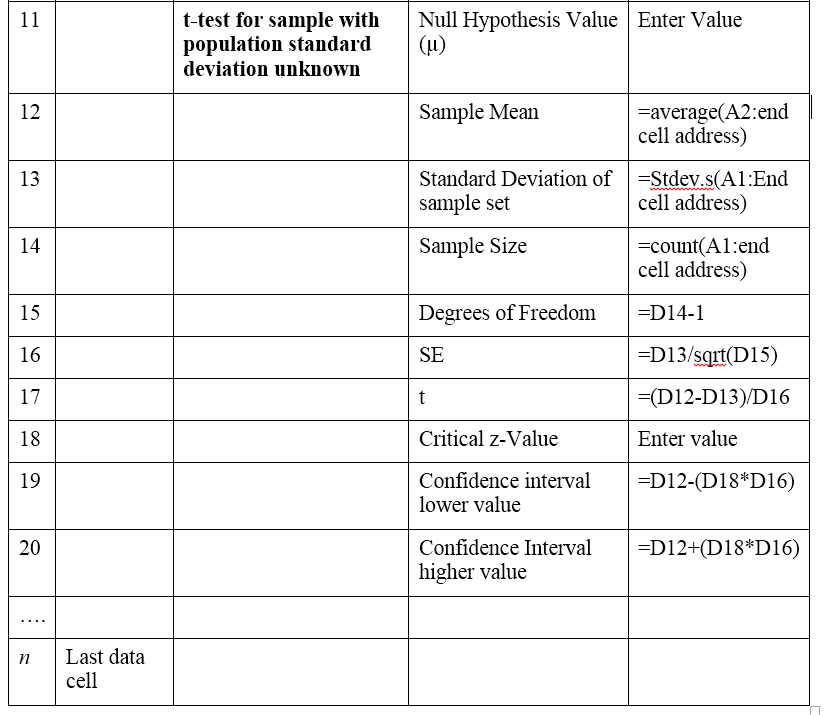 11 t-test for sample with Null Hypothesis Value Enter Value
population standard (μ)
deviation unknown
12 Sample Mean =average(A2:end
cell address)
13 Standard Deviation of =Stdev.s(A1:End
sample set cell address)
14 Sample Size =count(A1:end
cell address)
15 Degrees of Freedom =D14-1
16 SE =D13/sqrt(D15)
17 t =(D12-D13)/D16
18 Critical z-Value Enter value
19 Confidence interval =D12-(D18*D16)
lower value
20 Confidence Interval =D12+(D18*D16)
higher value
….
n Last data
cell